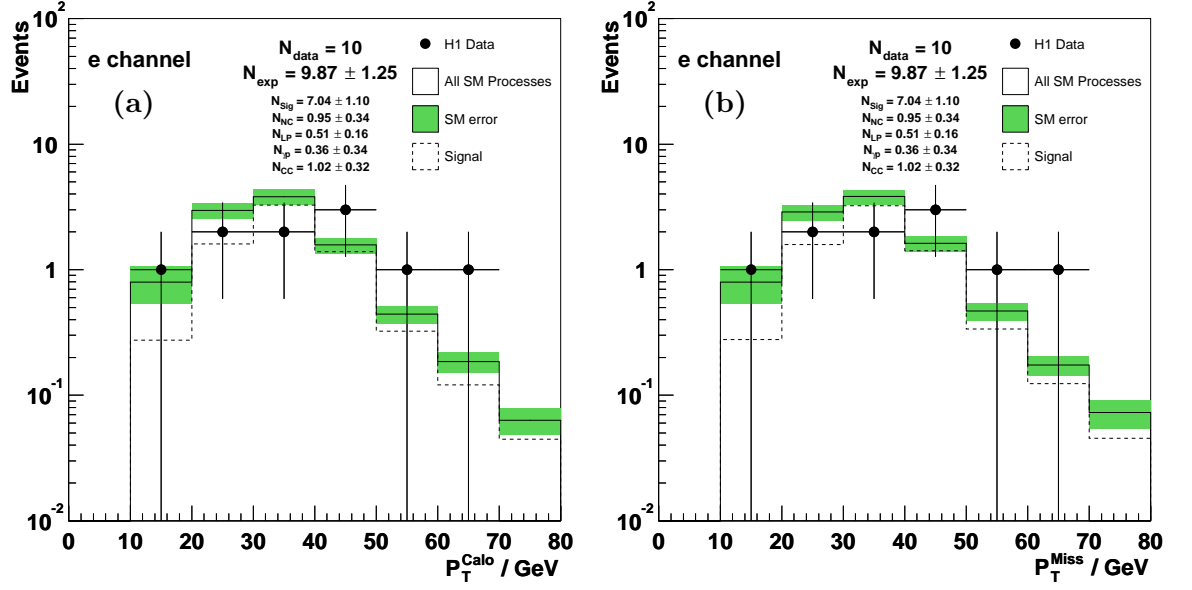 Events
10^2
10
1
10^-1
10^-2
e channel
(a)
N_data = 10
N_exp = 9.87 ± 1.25
N_Sig = 7.04 ± 1.10
N_NC = 0.95 ± 0.34
N_LP = 0.51 ± 0.16
N_γp = 0.36 ± 0.34
N_CC = 1.02 ± 0.32
H1 Data
All SM Processes
SM error
Signal
0 10 20 30 40 50 60 70 80
P_T^Calo / GeV
Events
10^2
10
1
10^-1
10^-2
e channel
(b)
N_data = 10
N_exp = 9.87 ± 1.25
N_Sig = 7.04 ± 1.10
N_NC = 0.95 ± 0.34
N_LP = 0.51 ± 0.16
N_γp = 0.36 ± 0.34
N_CC = 1.02 ± 0.32
H1 Data
All SM Processes
SM error
Signal
0 10 20 30 40 50 60 70 80
P_T^Miss / GeV